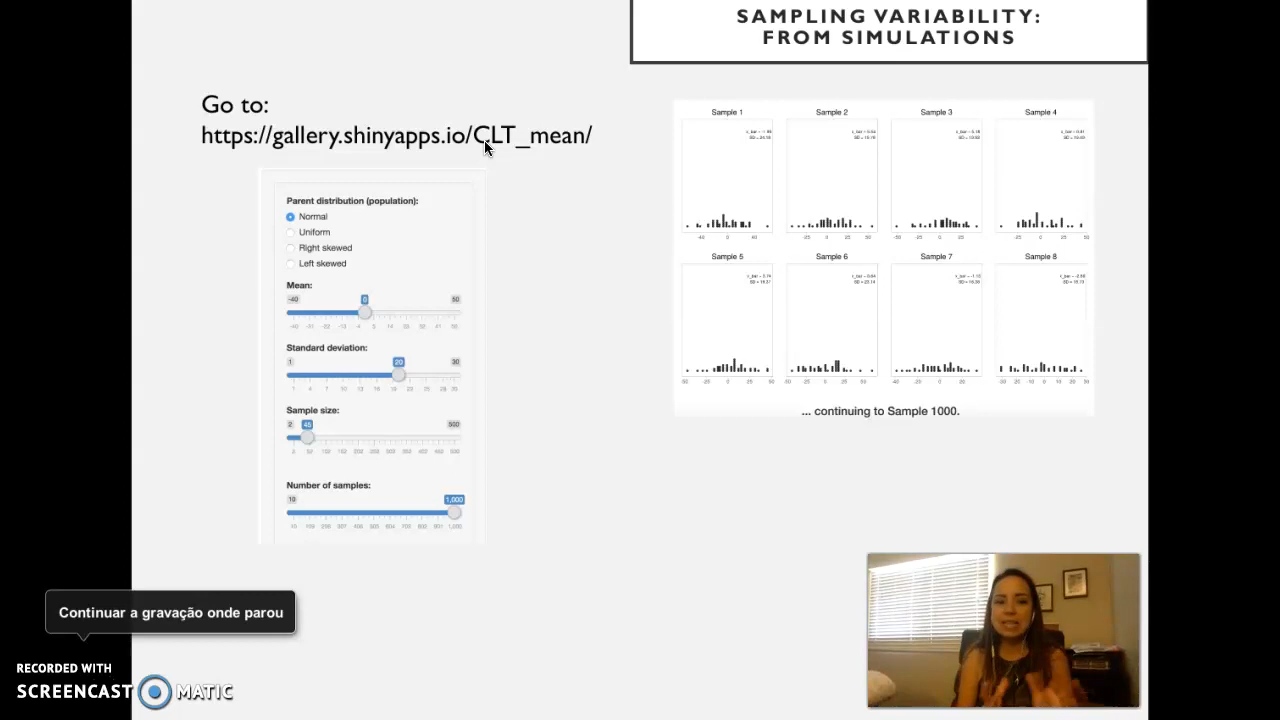 SAMPLING VARIABILITY:
FROM SIMULATIONS
Go to:
https://gallery.shinyapps.io/CLT_mean/
Parent distribution (population):
Normal
Uniform
Right skewed
Left skewed
Mean:
-40 0 50
Standard deviation:
1 20 30
Sample size:
2 45 500
Number of samples:
10 1,000
Sample 1 Sample 2 Sample 3 Sample 4
Sample 5 Sample 6 Sample 7 Sample 8
... continuing to Sample 1000.
Continuar a gravação onde parou
RECORDED WITH
SCREENCAST MATIC